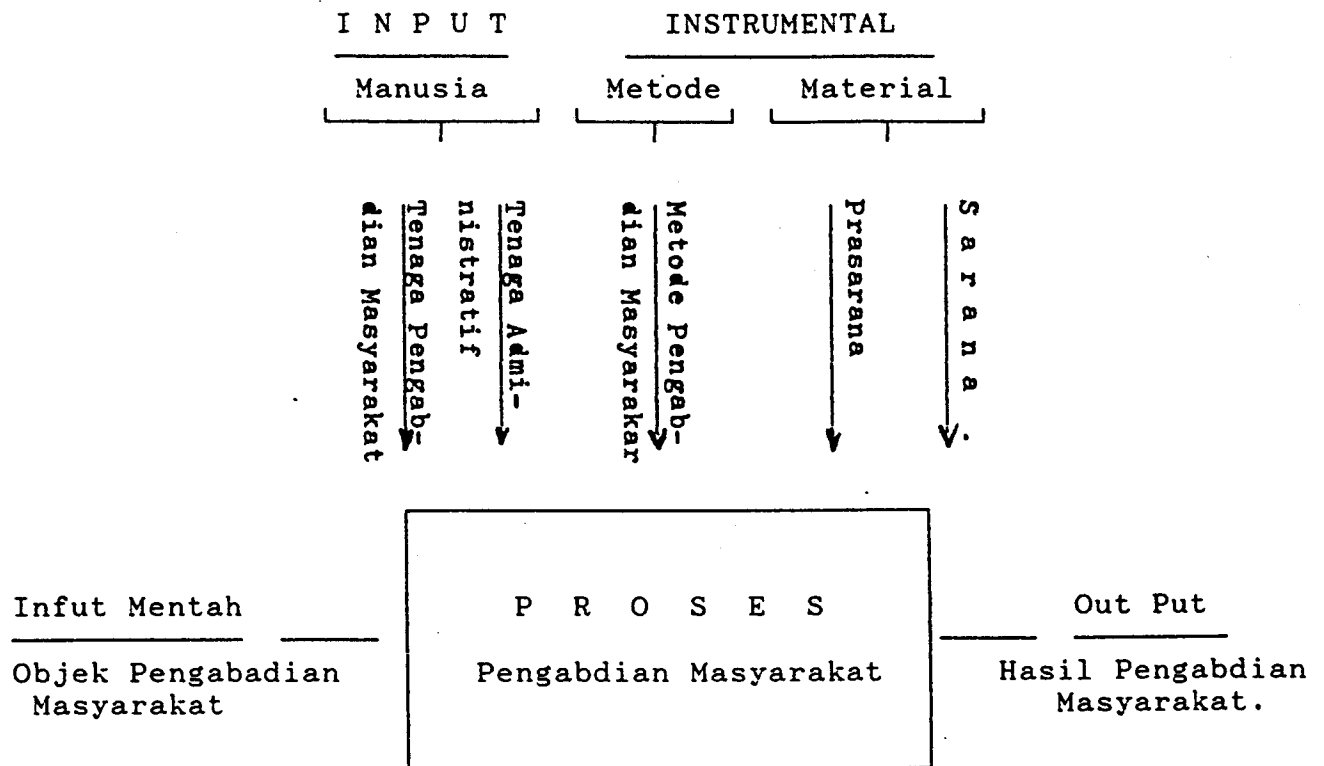 I N P U T INSTRUMENTAL
Manusia Metode Material
Tenaga Pengab-
dian Masyarakat
Tenaga Admi-
nistratif
Metode Pengab-
dian Masyarakar
Prasarana
S a r a n a .
P R O S E S
Pengabdian Masyarakat
Infut Mentah
Objek Pengabadian
Masyarakat
Out Put
Hasil Pengabdian
Masyarakat.